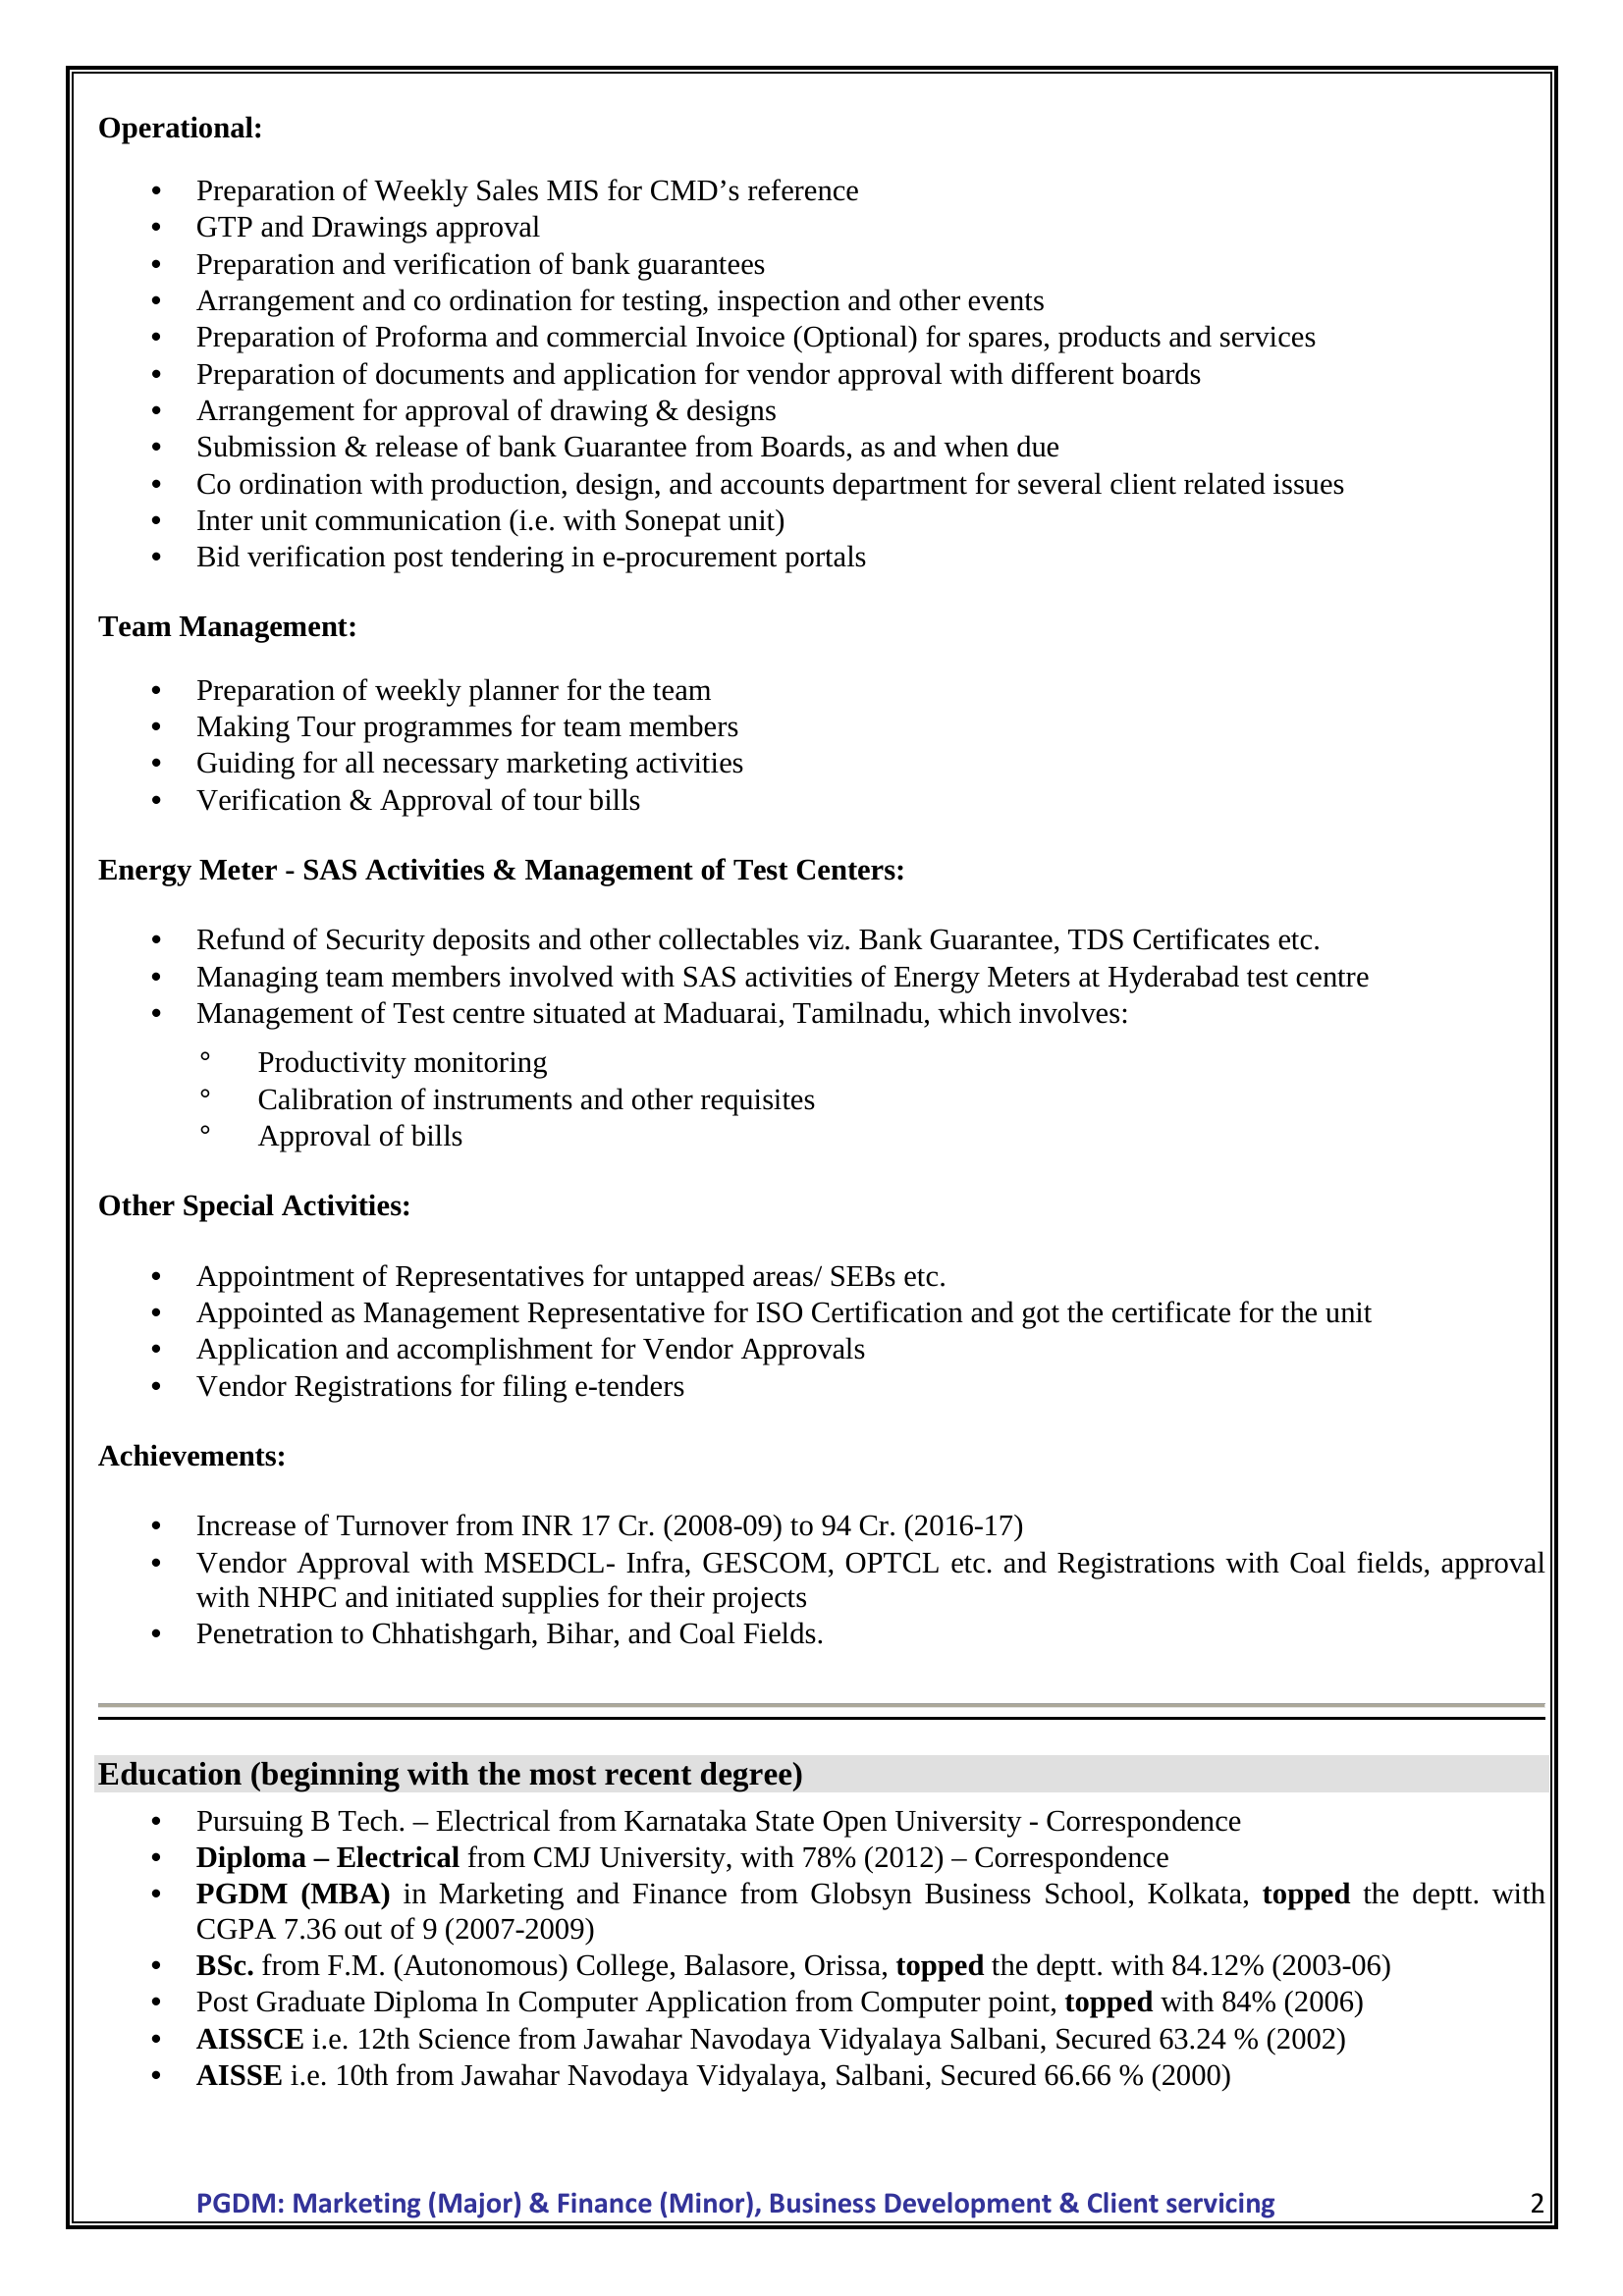 Operational:
• Preparation of Weekly Sales MIS for CMD’s reference
• GTP and Drawings approval
• Preparation and verification of bank guarantees
• Arrangement and co ordination for testing, inspection and other events
• Preparation of Proforma and commercial Invoice (Optional) for spares, products and services
• Preparation of documents and application for vendor approval with different boards
• Arrangement for approval of drawing & designs
• Submission & release of bank Guarantee from Boards, as and when due
• Co ordination with production, design, and accounts department for several client related issues
• Inter unit communication (i.e. with Sonepat unit)
• Bid verification post tendering in e-procurement portals
Team Management:
• Preparation of weekly planner for the team
• Making Tour programmes for team members
• Guiding for all necessary marketing activities
• Verification & Approval of tour bills
Energy Meter - SAS Activities & Management of Test Centers:
• Refund of Security deposits and other collectables viz. Bank Guarantee, TDS Certificates etc.
• Managing team members involved with SAS activities of Energy Meters at Hyderabad test centre
• Management of Test centre situated at Maduarai, Tamilnadu, which involves:
° Productivity monitoring
° Calibration of instruments and other requisites
° Approval of bills
Other Special Activities:
• Appointment of Representatives for untapped areas/ SEBs etc.
• Appointed as Management Representative for ISO Certification and got the certificate for the unit
• Application and accomplishment for Vendor Approvals
• Vendor Registrations for filing e-tenders
Achievements:
• Increase of Turnover from INR 17 Cr. (2008-09) to 94 Cr. (2016-17)
• Vendor Approval with MSEDCL- Infra, GESCOM, OPTCL etc. and Registrations with Coal fields, approval
with NHPC and initiated supplies for their projects
• Penetration to Chhatishgarh, Bihar, and Coal Fields.
Education (beginning with the most recent degree)
• Pursuing B Tech. – Electrical from Karnataka State Open University - Correspondence
• Diploma – Electrical from CMJ University, with 78% (2012) – Correspondence
• PGDM (MBA) in Marketing and Finance from Globsyn Business School, Kolkata, topped the deptt. with
CGPA 7.36 out of 9 (2007-2009)
• BSc. from F.M. (Autonomous) College, Balasore, Orissa, topped the deptt. with 84.12% (2003-06)
• Post Graduate Diploma In Computer Application from Computer point, topped with 84% (2006)
• AISSCE i.e. 12th Science from Jawahar Navodaya Vidyalaya Salbani, Secured 63.24 % (2002)
• AISSE i.e. 10th from Jawahar Navodaya Vidyalaya, Salbani, Secured 66.66 % (2000)
PGDM: Marketing (Major) & Finance (Minor), Business Development & Client servicing 2